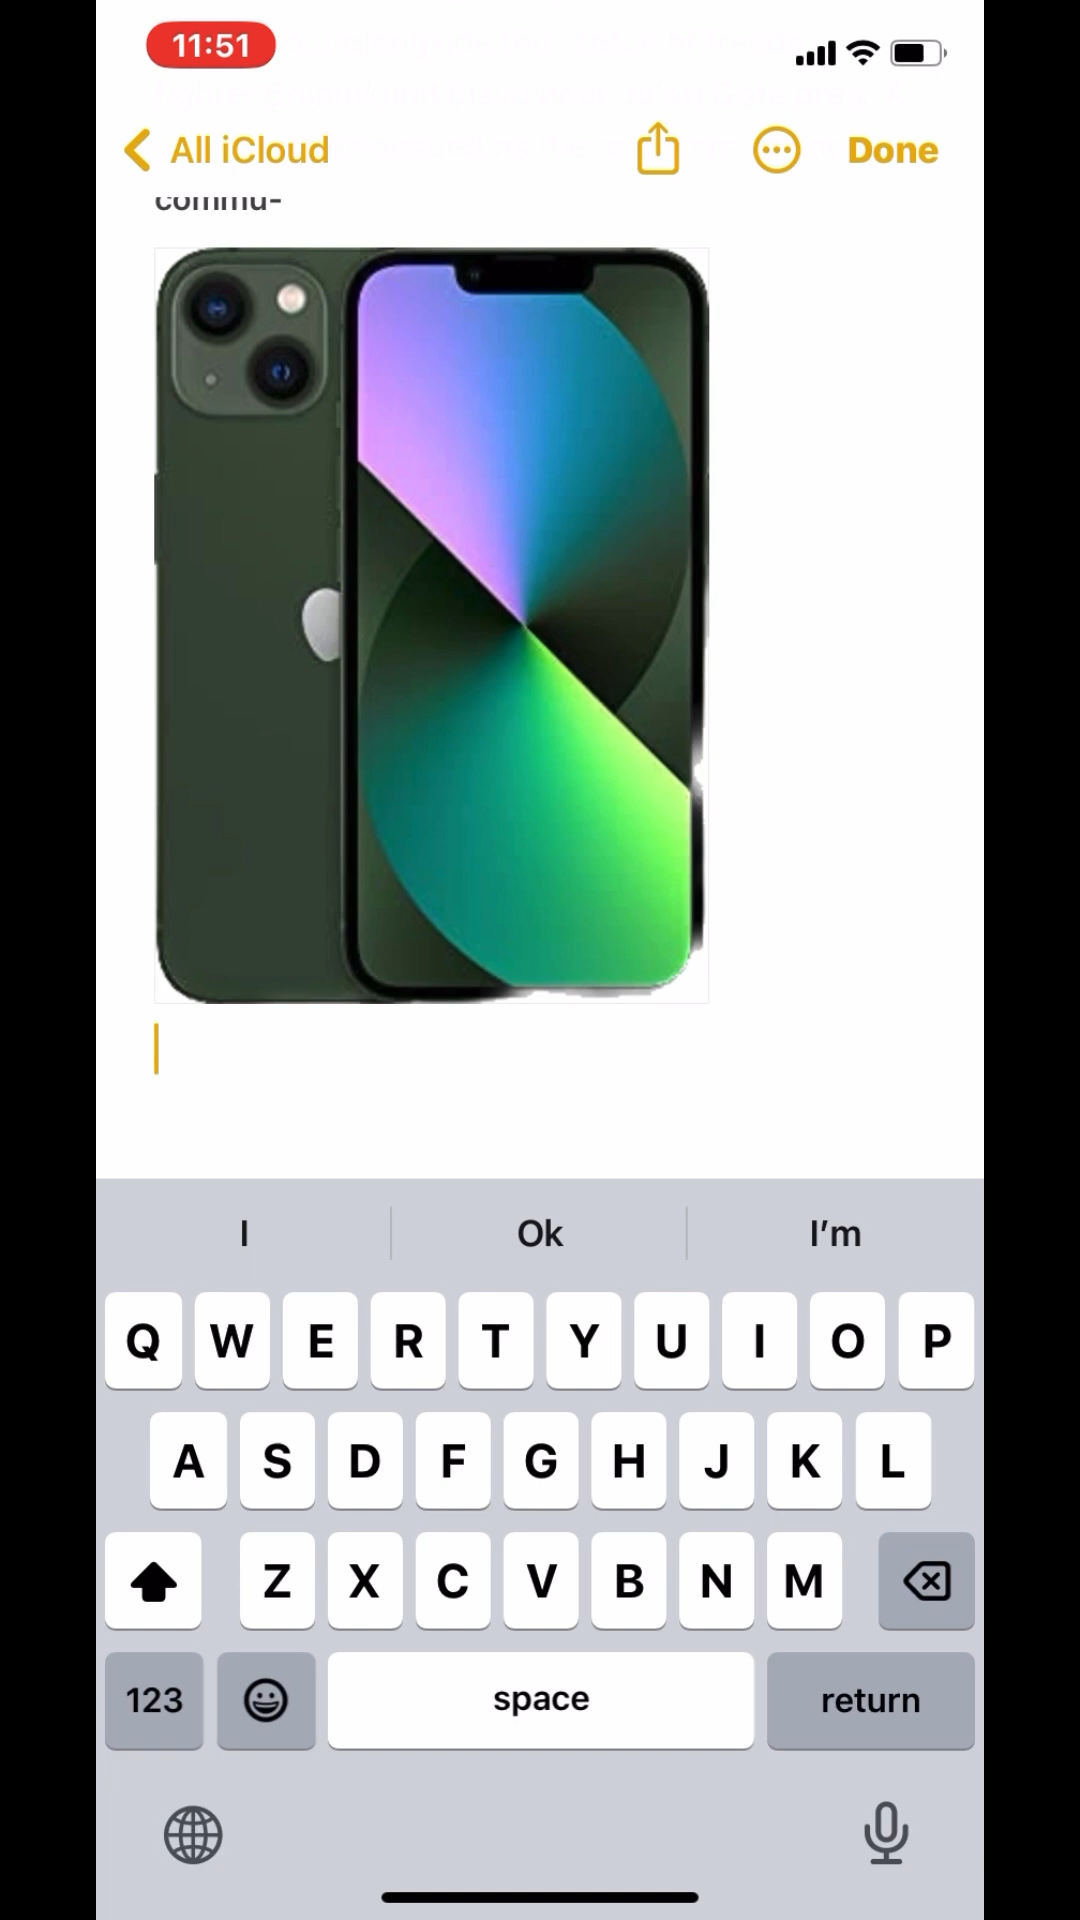 11:51
All iCloud
Done
commu-
I
Ok
I’m
Q W E R T Y U I O P
A S D F G H J K L
Z X C V B N M
123
space
return